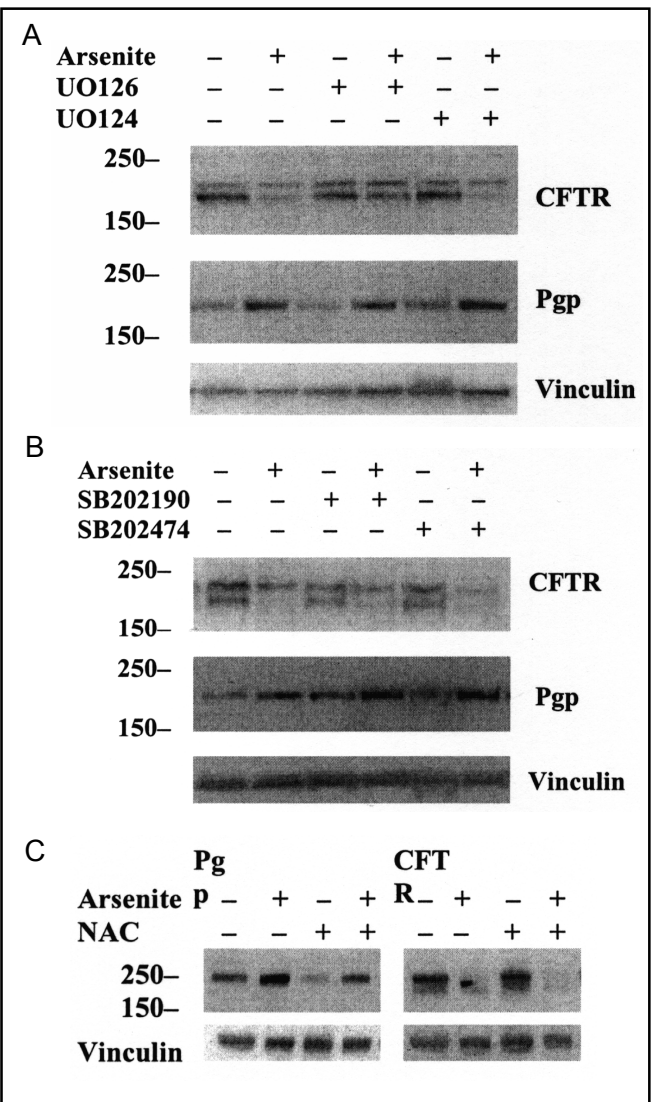 A
Arsenite – + – + – +
UO126 – – + + – –
UO124 – – – – + +
250–
CFTR
150–
250–
Pgp
150–
Vinculin
B
Arsenite – + – + – +
SB202190 – – + + – –
SB202474 – – – – + +
250–
CFTR
150–
250–
Pgp
150–
Vinculin
C
Pg CFT
Arsenite p – + – + R – + – +
NAC – – + + – – + +
250–
150–
Vinculin